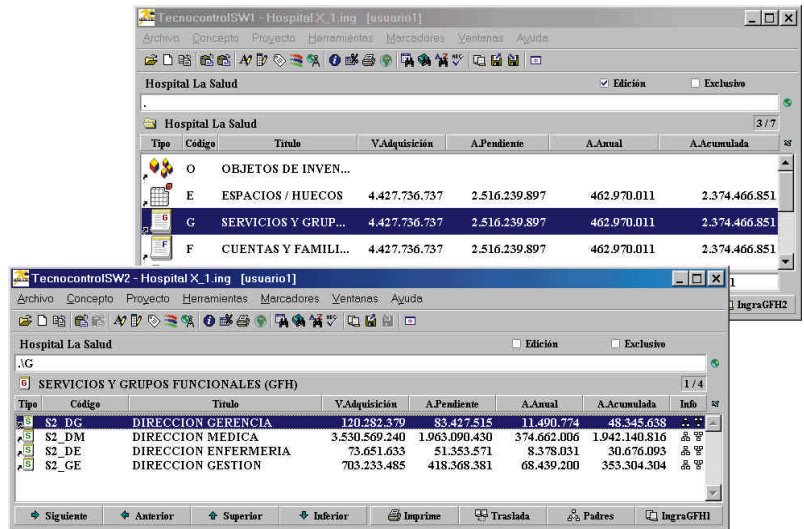 TecnocontrolSW1 - Hospital X_1.ing [usuario1]
Archivo Concepto Proyecto Herramientas Marcadores Ventanas Ayuda
Hospital La Salud Edición Exclusivo
.
Hospital La Salud 3/7
Tipo Código Título V.Adquisición A.Pendiente A.Anual A.Acumulada
O OBJETOS DE INVEN...
E ESPACIOS / HUECOS 4.427.736.737 2.516.239.897 462.970.011 2.374.466.851
G SERVICIOS Y GRUP... 4.427.736.737 2.516.239.897 462.970.011 2.374.466.851
F CUENTAS Y FAMILI... 4.427.736.737 2.516.239.897 462.970.011 2.374.466.851
IngraGFH2
TecnocontrolSW2 - Hospital X_1.ing [usuario1]
Archivo Concepto Proyecto Herramientas Marcadores Ventanas Ayuda
Hospital La Salud Edición Exclusivo
.\G
SERVICIOS Y GRUPOS FUNCIONALES (GFH) 1/4
Tipo Código Título V.Adquisición A.Pendiente A.Anual A.Acumulada Info
S2_DG DIRECCION GERENCIA 120.282.379 83.427.515 11.490.774 48.345.638
S2_DM DIRECCION MEDICA 3.530.569.240 1.963.090.430 374.662.006 1.942.140.816
S2_DE DIRECCION ENFERMERIA 73.651.633 51.353.571 8.378.031 30.676.093
S2_GE DIRECCION GESTION 703.233.485 418.368.381 68.439.200 353.304.304
Siguiente Anterior Superior Inferior Imprime Traslada Padres IngraGFH1